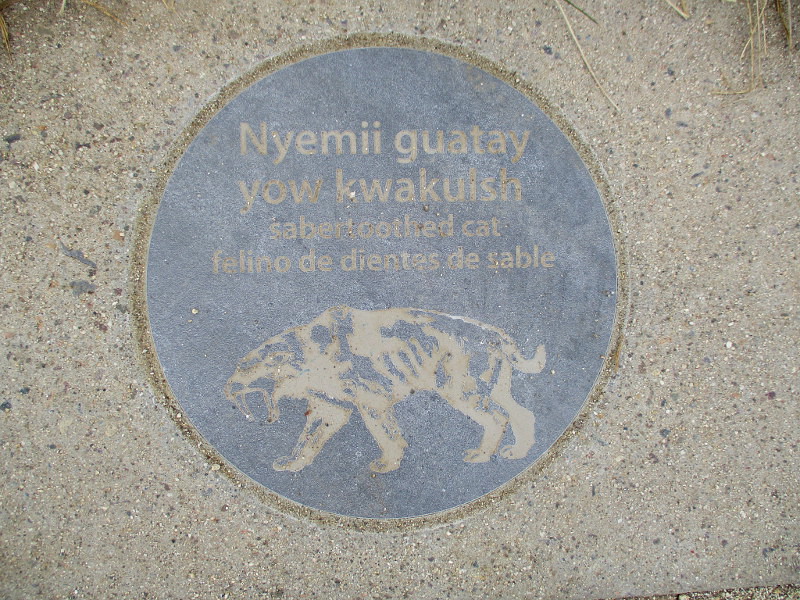 Nyemii guatay
yow kwakulsh
sabertoothed cat
felino de dientes de sable